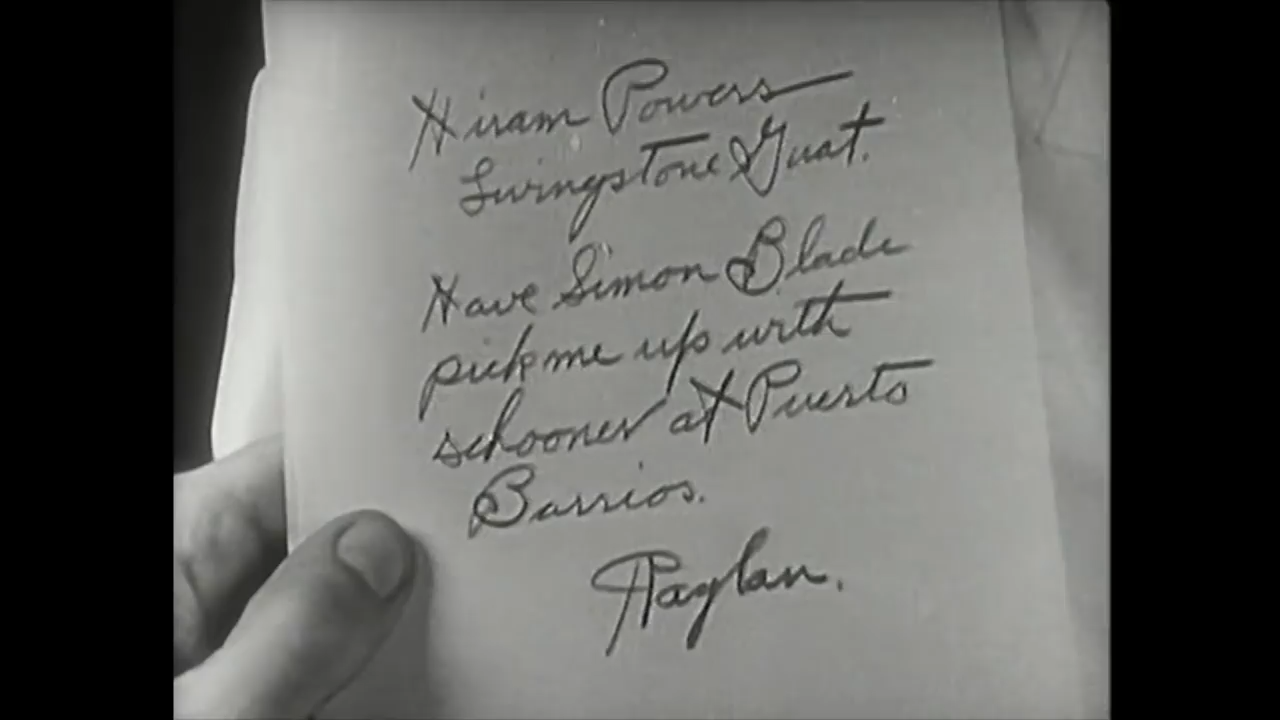 Hiram Powers
Livingstone Guat.
Have Simon Blade
pick me up with
schooner at Puerto
Barrios.
Raglan.